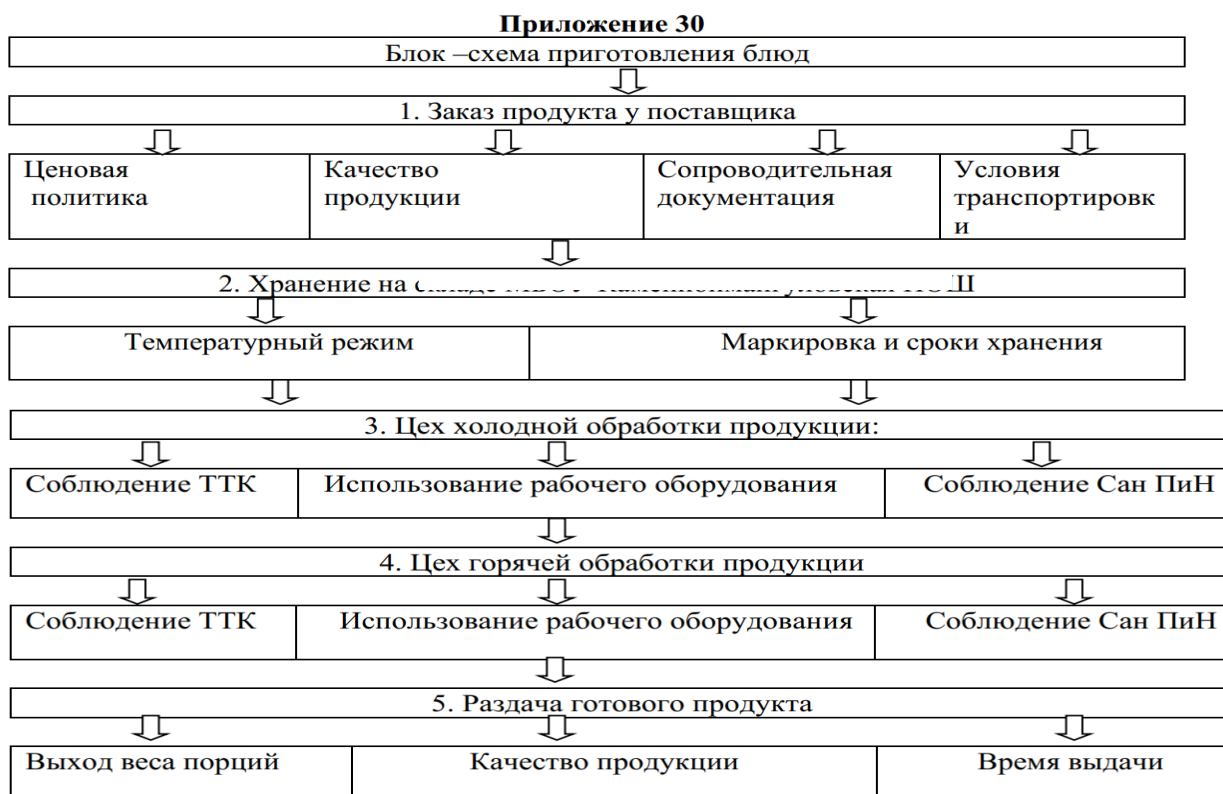 Приложение 30
Блок –схема приготовления блюд
1. Заказ продукта у поставщика
Ценовая
политика
Качество
продукции
Сопроводительная
документация
Условия
транспортировк
и
2. Хранение на
Температурный режим
Маркировка и сроки хранения
3. Цех холодной обработки продукции:
Соблюдение ТТК
Использование рабочего оборудования
Соблюдение Сан ПиН
4. Цех горячей обработки продукции
Соблюдение ТТК
Использование рабочего оборудования
Соблюдение Сан ПиН
5. Раздача готового продукта
Выход веса порций
Качество продукции
Время выдачи